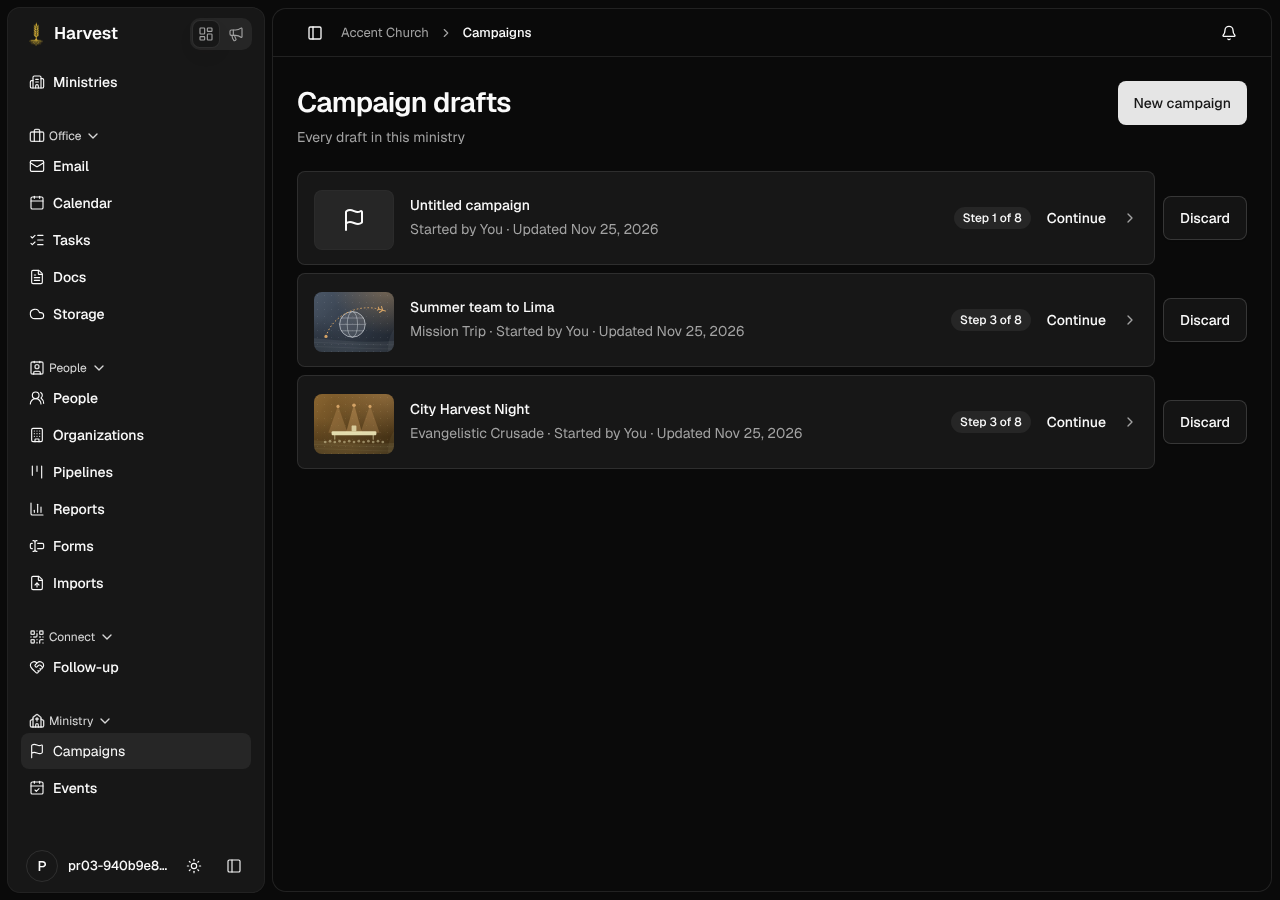 Harvest
Accent Church
Campaigns
Ministries
Office
Email
Calendar
Tasks
Docs
Storage
People
People
Organizations
Pipelines
Reports
Forms
Imports
Connect
Follow-up
Ministry
Campaigns
Events
P
pr03-940b9e8…
Campaign drafts
New campaign
Every draft in this ministry
Untitled campaign
Started by You · Updated Nov 25, 2026
Step 1 of 8
Continue
Discard
Summer team to Lima
Mission Trip · Started by You · Updated Nov 25, 2026
Step 3 of 8
Continue
Discard
City Harvest Night
Evangelistic Crusade · Started by You · Updated Nov 25, 2026
Step 3 of 8
Continue
Discard